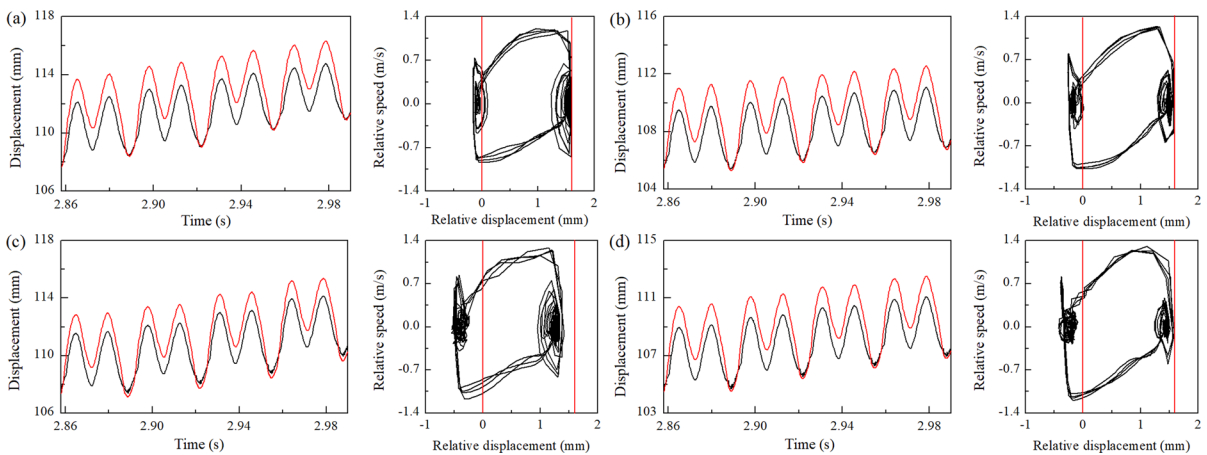 (a)
118
114
110
106
Displacement (mm)
2.86 2.90 2.94 2.98
Time (s)
1.4
0.7
0.0
-0.7
-1.4
Relative speed (m/s)
-1 0 1 2
Relative displacement (mm)
(b)
116
112
108
104
Displacement (mm)
2.86 2.90 2.94 2.98
Time (s)
1.4
0.7
0.0
-0.7
-1.4
Relative speed (m/s)
-1 0 1 2
Relative displacement (mm)
(c)
118
114
110
106
Displacement (mm)
2.86 2.90 2.94 2.98
Time (s)
1.4
0.7
0.0
-0.7
-1.4
Relative speed (m/s)
-1 0 1 2
Relative displacement (mm)
(d)
115
111
107
103
Displacement (mm)
2.86 2.90 2.94 2.98
Time (s)
1.4
0.7
0.0
-0.7
-1.4
Relative speed (m/s)
-1 0 1 2
Relative displacement (mm)